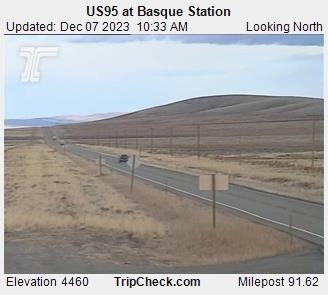 US95 at Basque Station
Updated: Dec 07 2023 10:33 AM Looking North
Elevation 4460 TripCheck.com Milepost 91.62